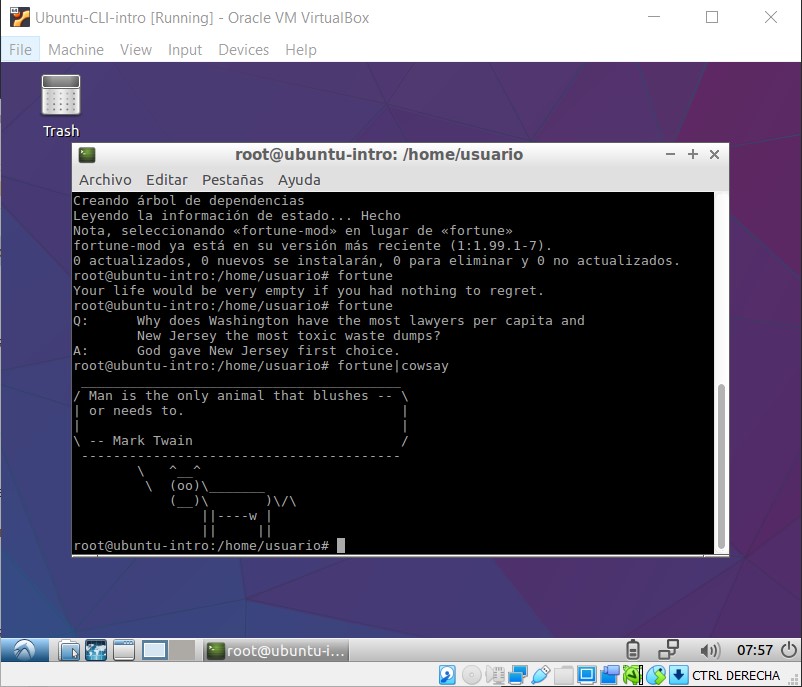 Ubuntu-CLI-intro [Running] - Oracle VM VirtualBox
File Machine View Input Devices Help
Trash
root@ubuntu-intro: /home/usuario
Archivo Editar Pestañas Ayuda
Creando árbol de dependencias
Leyendo la información de estado... Hecho
Nota, seleccionando «fortune-mod» en lugar de «fortune»
fortune-mod ya está en su versión más reciente (1:1.99.1-7).
0 actualizados, 0 nuevos se instalarán, 0 para eliminar y 0 no actualizados.
root@ubuntu-intro:/home/usuario# fortune
Your life would be very empty if you had nothing to regret.
root@ubuntu-intro:/home/usuario# fortune
Q:      Why does Washington have the most lawyers per capita and
        New Jersey the most toxic waste dumps?
A:      God gave New Jersey first choice.
root@ubuntu-intro:/home/usuario# fortune|cowsay
 ________________________________________
/ Man is the only animal that blushes -- \
| or needs to.                           |
|                                        |
\ -- Mark Twain                          /
 ----------------------------------------
        \   ^__^
         \  (oo)\_______
            (__)\       )\/\
                ||----w |
                ||     ||
root@ubuntu-intro:/home/usuario#
root@ubuntu-i...
07:57
CTRL DERECHA